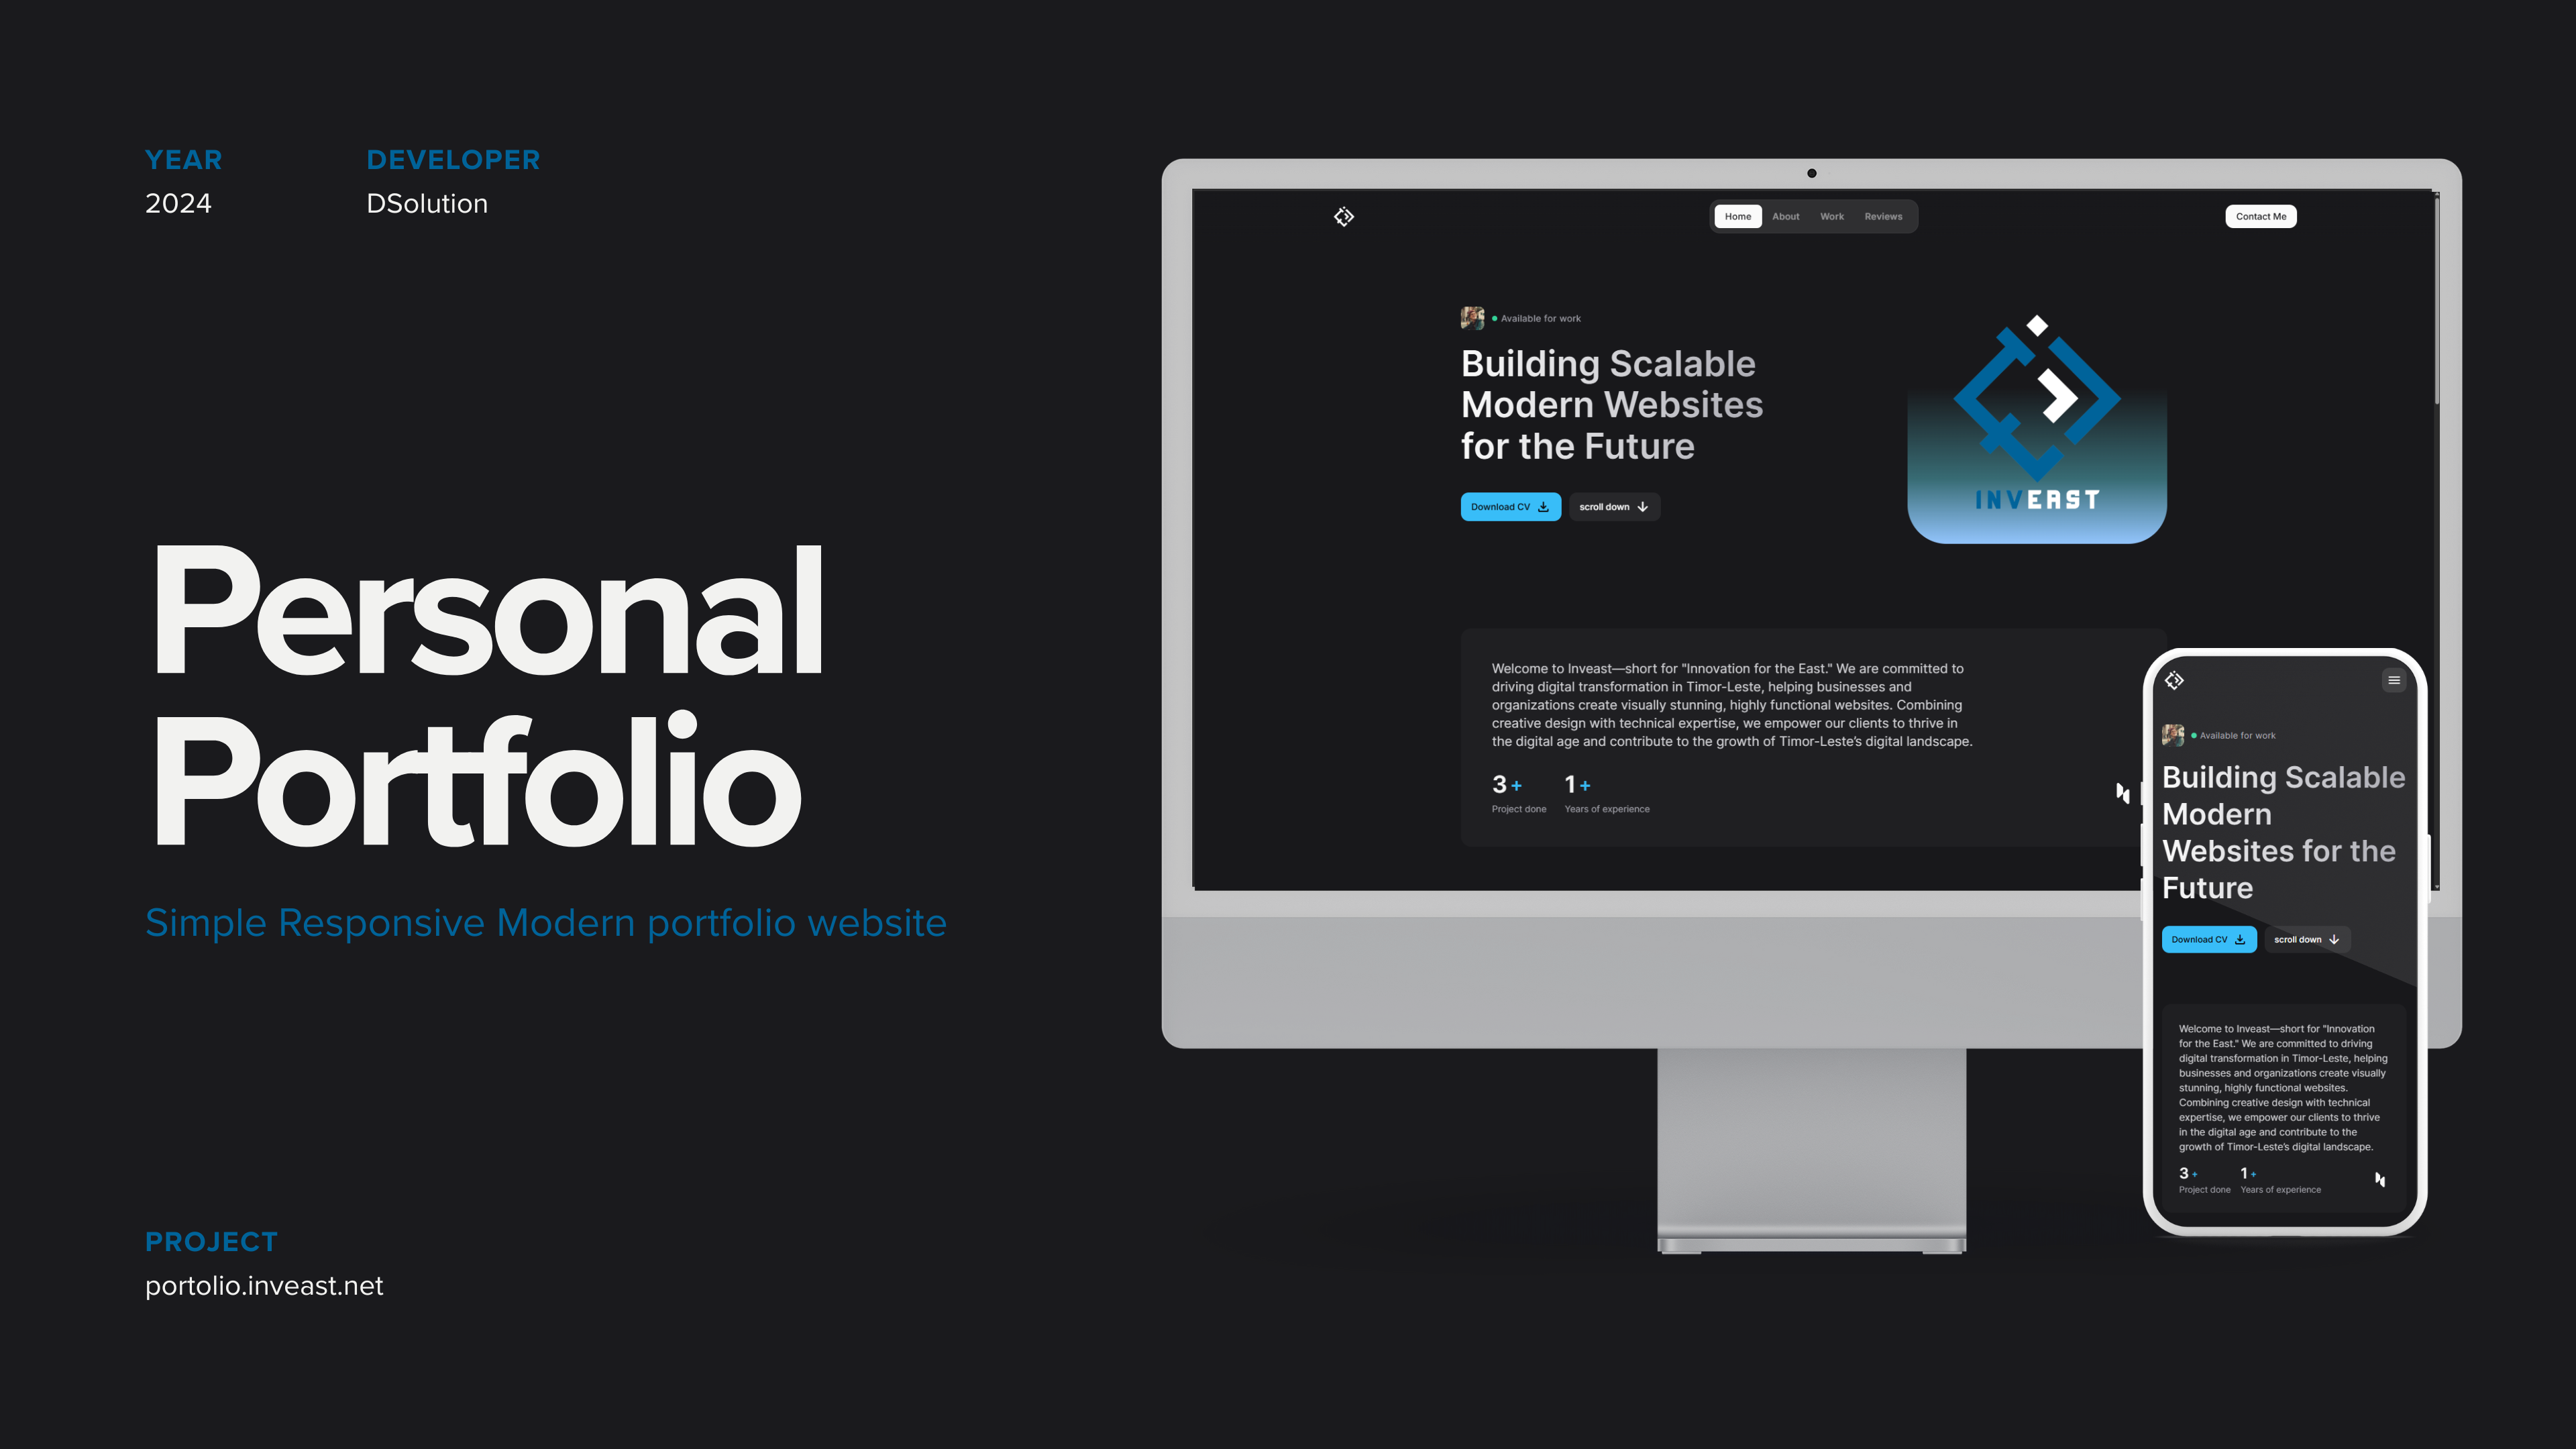 YEAR
2024
DEVELOPER
DSolution
Personal
Portfolio
Simple Responsive Modern portfolio website
PROJECT
portolio.inveast.net
Home About Work Reviews
Contact Me
Available for work
Building Scalable
Modern Websites
for the Future
Download CV
scroll down
INVEAST
Welcome to Inveast—short for "Innovation for the East." We are committed to
driving digital transformation in Timor-Leste, helping businesses and
organizations create visually stunning, highly functional websites. Combining
creative design with technical expertise, we empower our clients to thrive in
the digital age and contribute to the growth of Timor-Leste's digital landscape.
3+ 1+
Project done Years of experience
Available for work
Building Scalable
Modern
Websites for the
Future
Download CV
scroll down
Welcome to Inveast—short for "Innovation
for the East." We are committed to driving
digital transformation in Timor-Leste, helping
businesses and organizations create visually
stunning, highly functional websites.
Combining creative design with technical
expertise, we empower our clients to thrive
in the digital age and contribute to the
growth of Timor-Leste's digital landscape.
3+ 1+
Project done Years of experience